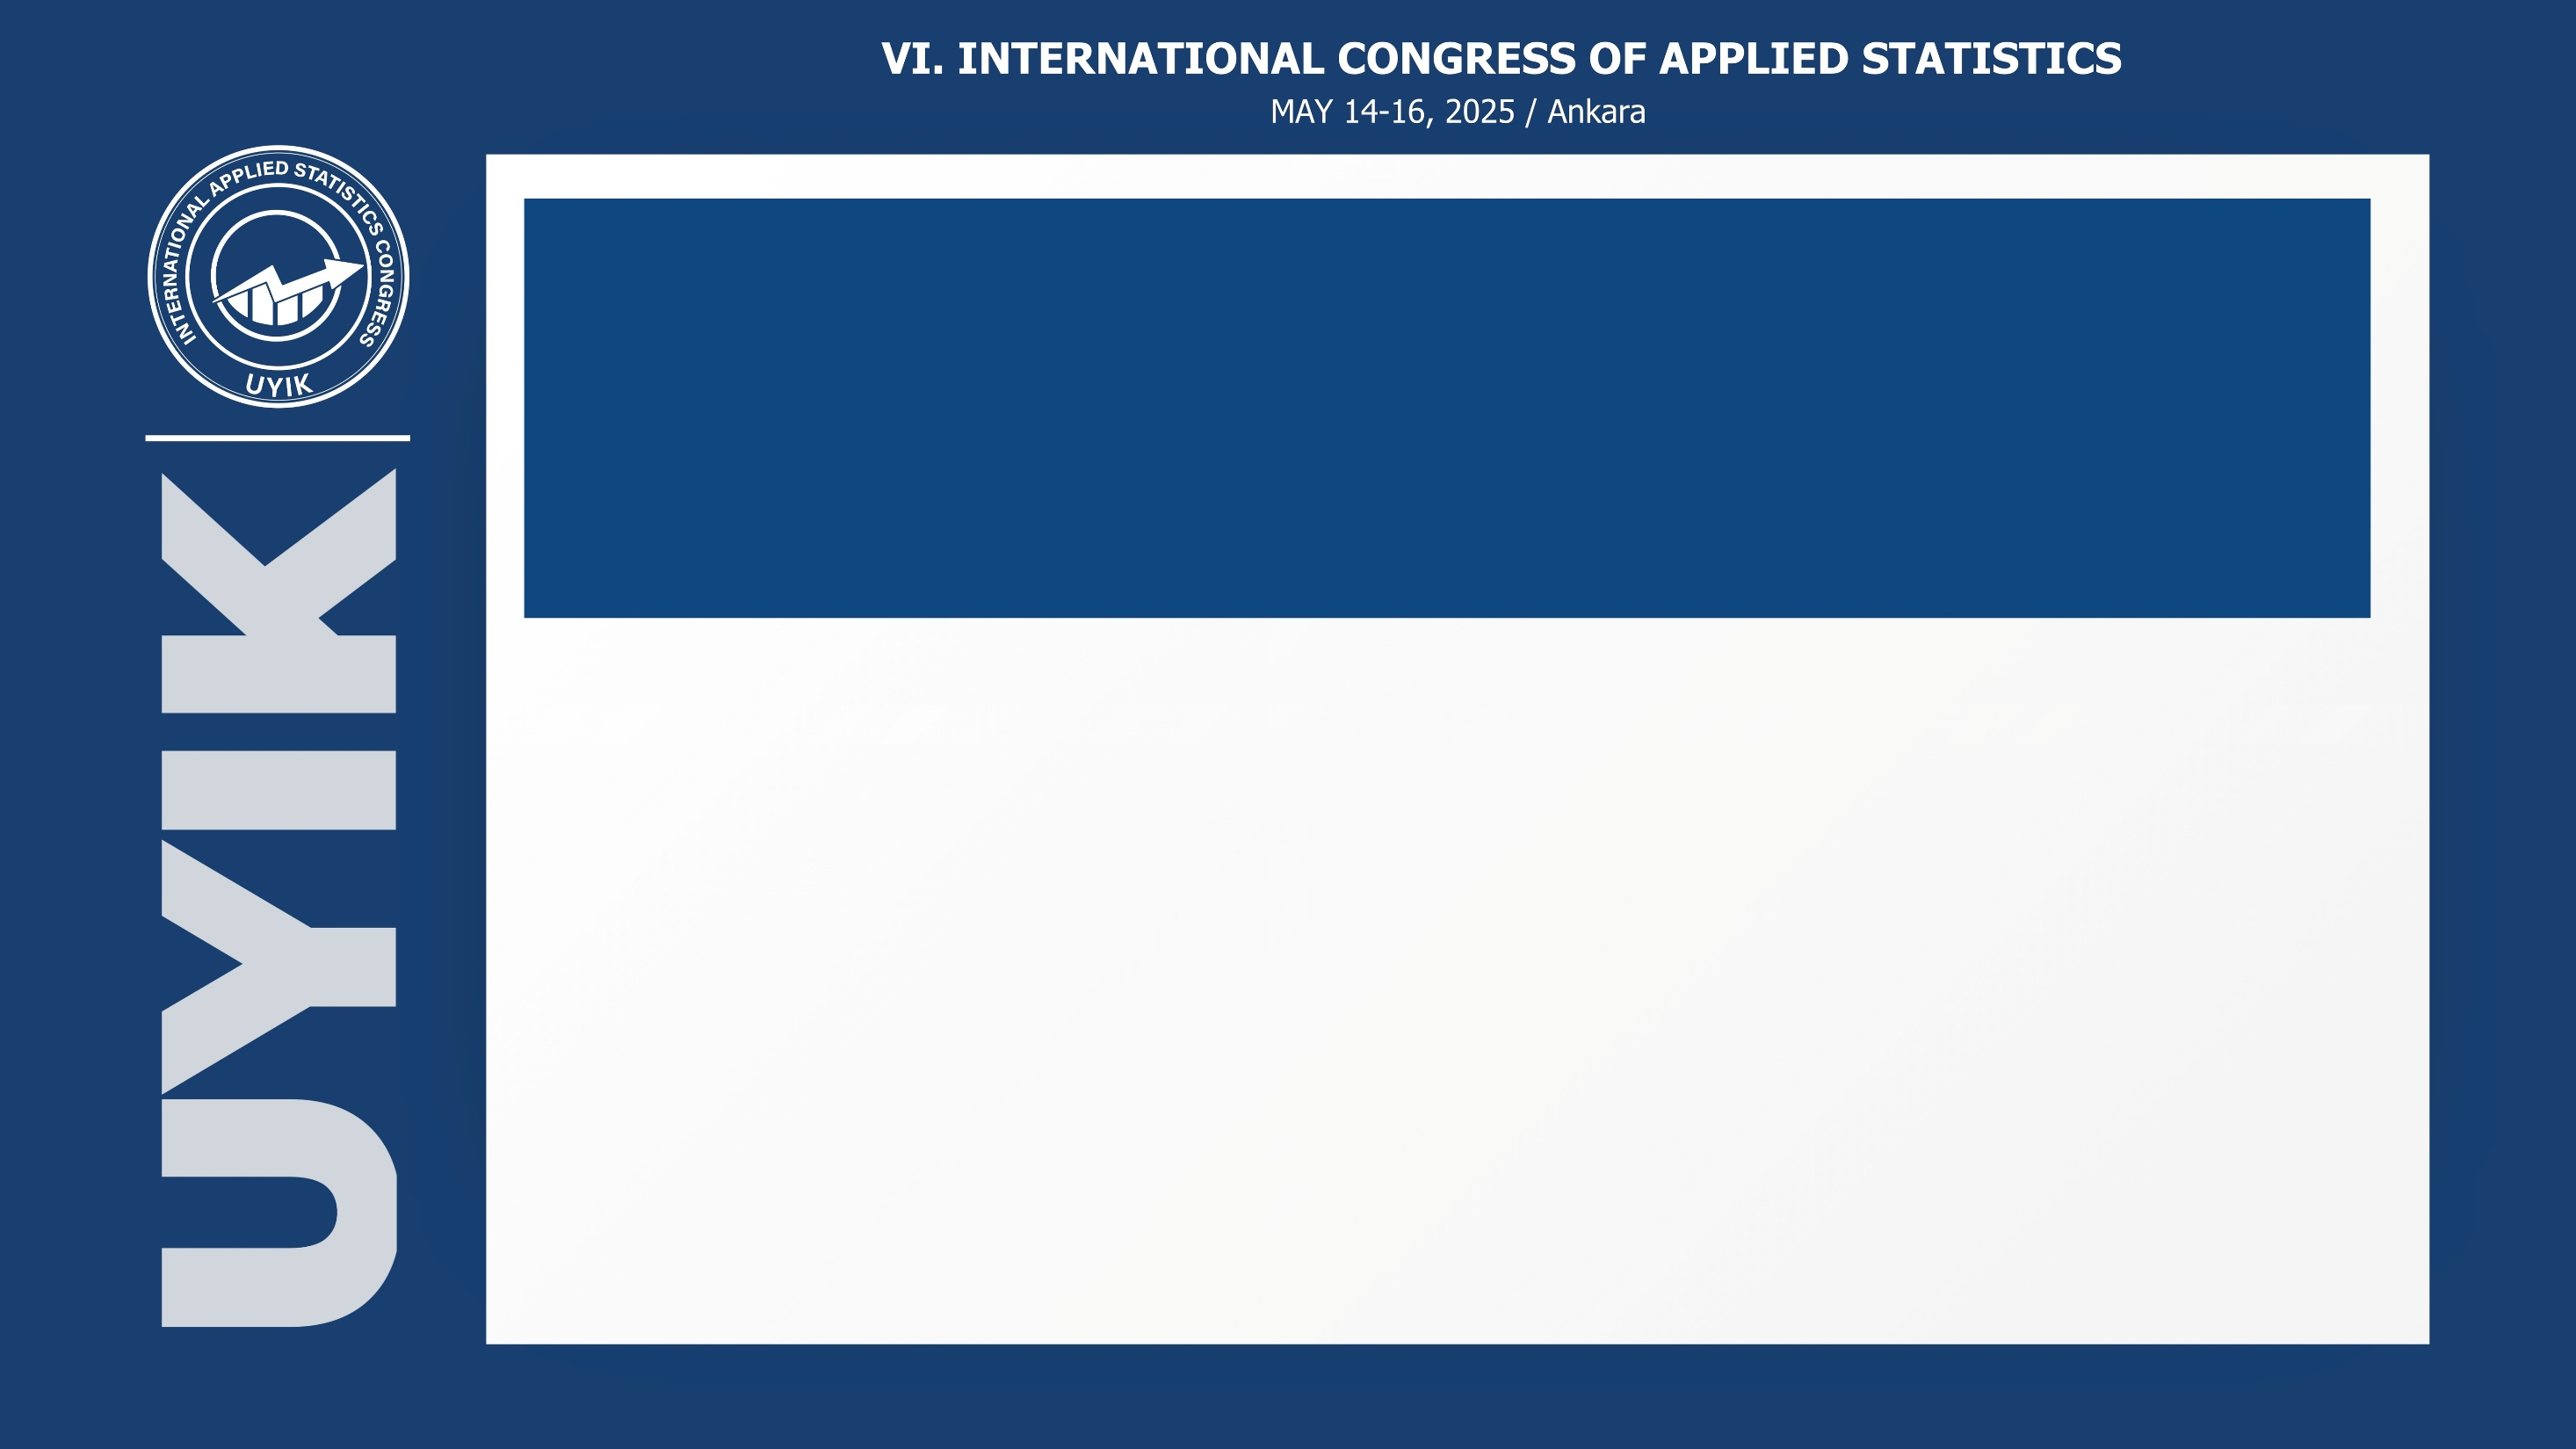 VI. INTERNATIONAL CONGRESS OF APPLIED STATISTICS
MAY 14-16, 2025 / Ankara
INTERNATIONAL APPLIED STATISTICS CONGRESS
UYIK
UYIK